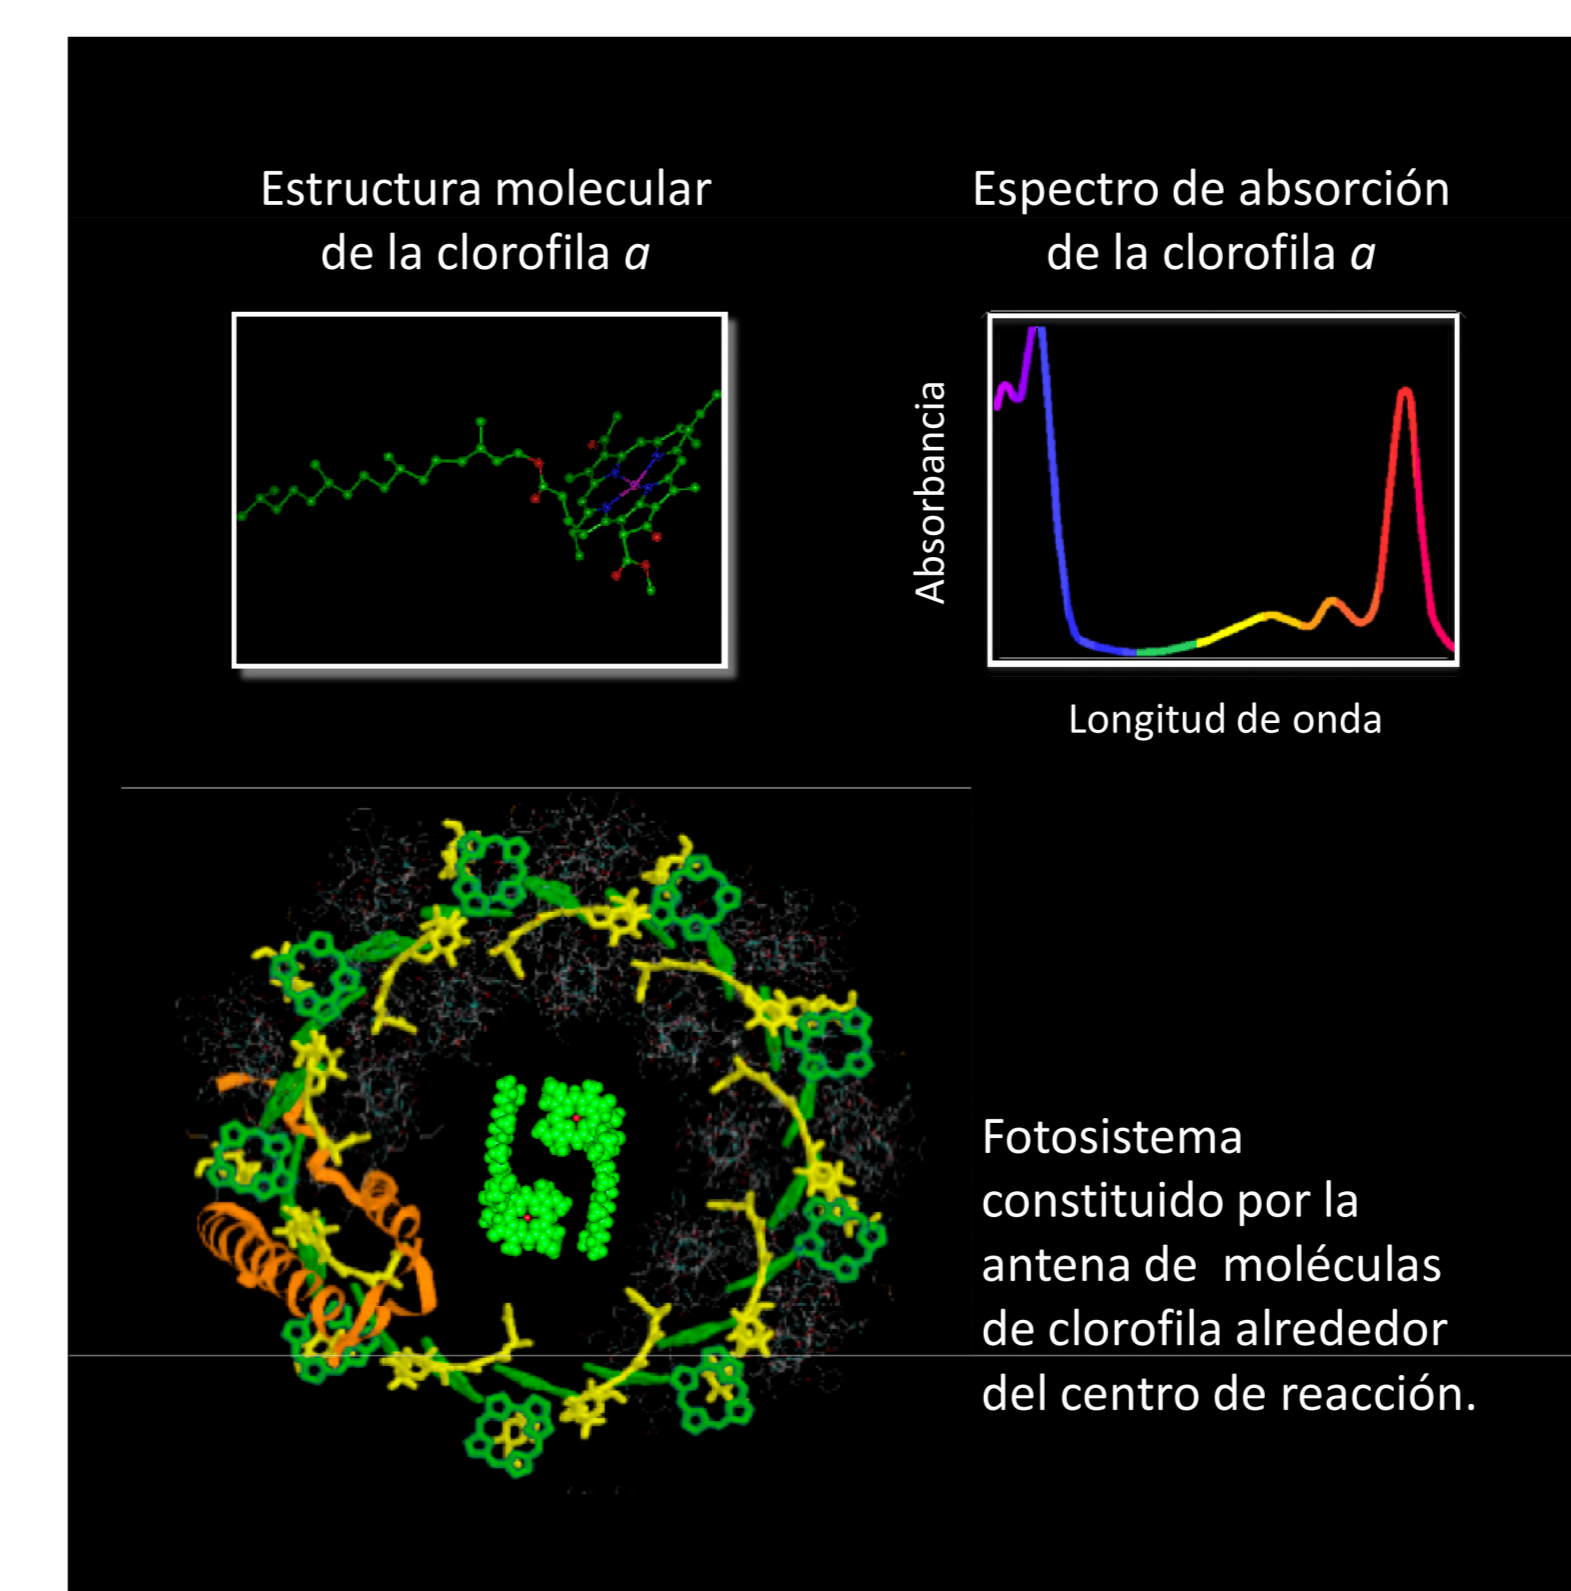 Estructura molecular
de la clorofila a
Espectro de absorción
de la clorofila a
Absorbancia
Longitud de onda
Fotosistema
constituido por la
antena de  moléculas
de clorofila alrededor
del centro de reacción.